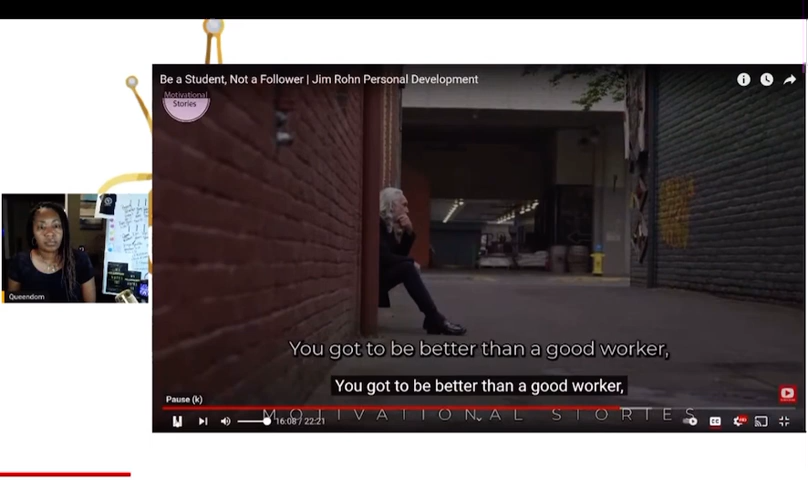 Be a Student, Not a Follower | Jim Rohn Personal Development
Motivational
Stories
Queendom
You got to be better than a good worker,
You got to be better than a good worker,
Pause (k)
MOTIVATIONAL STORIES
16:08 / 22:21
CC